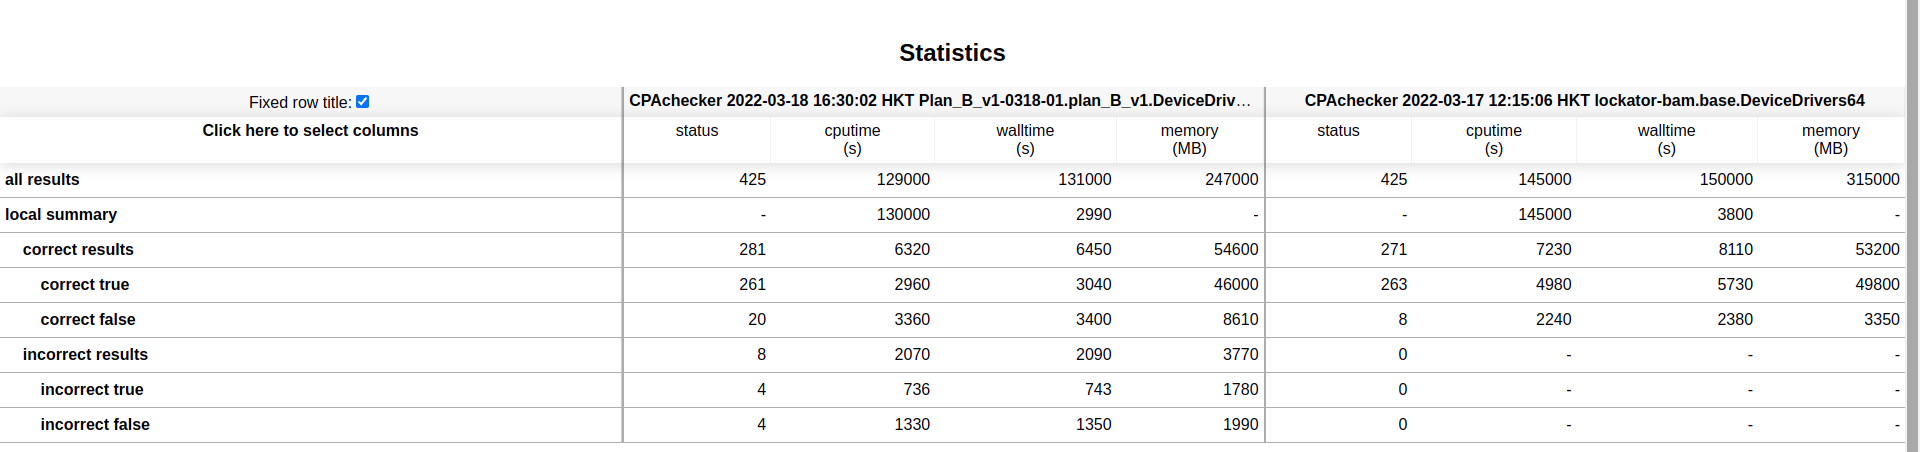 Statistics
Fixed row title: CPAchecker 2022-03-18 16:30:02 HKT Plan_B_v1-0318-01.plan_B_v1.DeviceDriv… CPAchecker 2022-03-17 12:15:06 HKT lockator-bam.base.DeviceDrivers64
Click here to select columns status cputime walltime memory status cputime walltime memory
(s) (s) (MB) (s) (s) (MB)
all results 425 129000 131000 247000 425 145000 150000 315000
local summary - 130000 2990 - - 145000 3800 -
correct results 281 6320 6450 54600 271 7230 8110 53200
correct true 261 2960 3040 46000 263 4980 5730 49800
correct false 20 3360 3400 8610 8 2240 2380 3350
incorrect results 8 2070 2090 3770 0 - - -
incorrect true 4 736 743 1780 0 - - -
incorrect false 4 1330 1350 1990 0 - - -